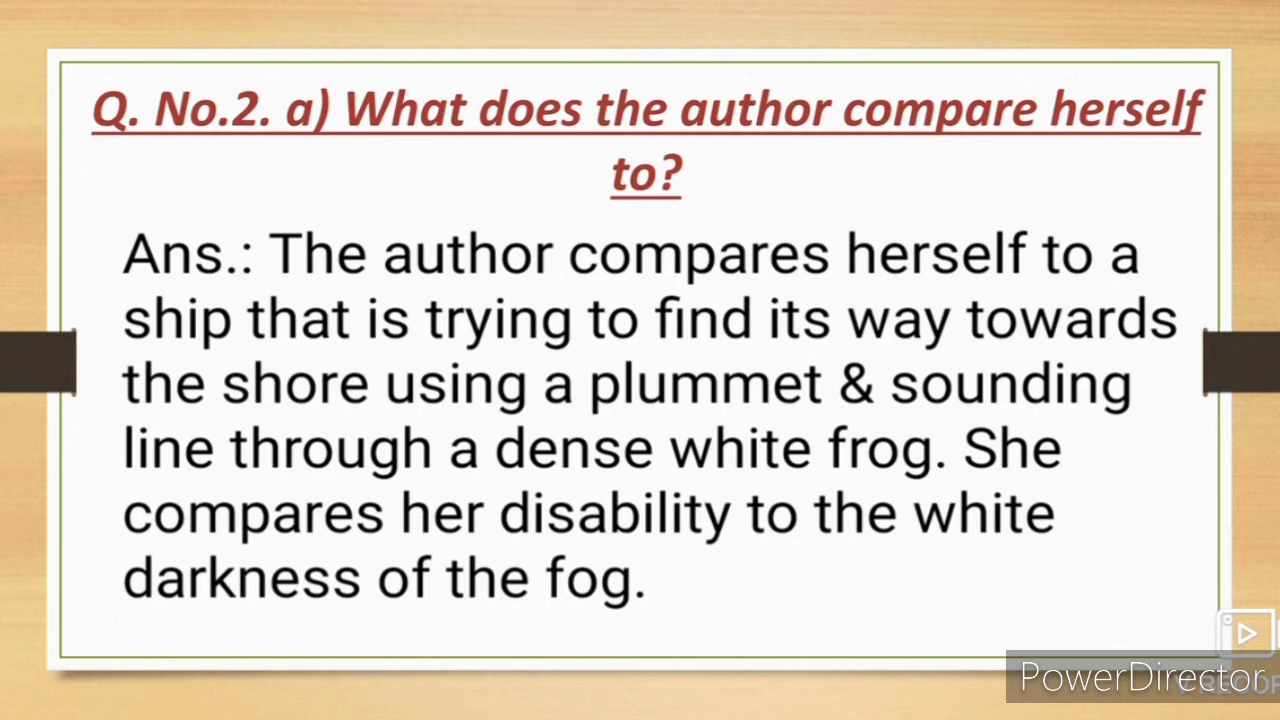 Q. No.2. a) What does the author compare herself
to?
Ans.: The author compares herself to a
ship that is trying to find its way towards
the shore using a plummet & sounding
line through a dense white frog. She
compares her disability to the white
darkness of the fog.
PowerDirector